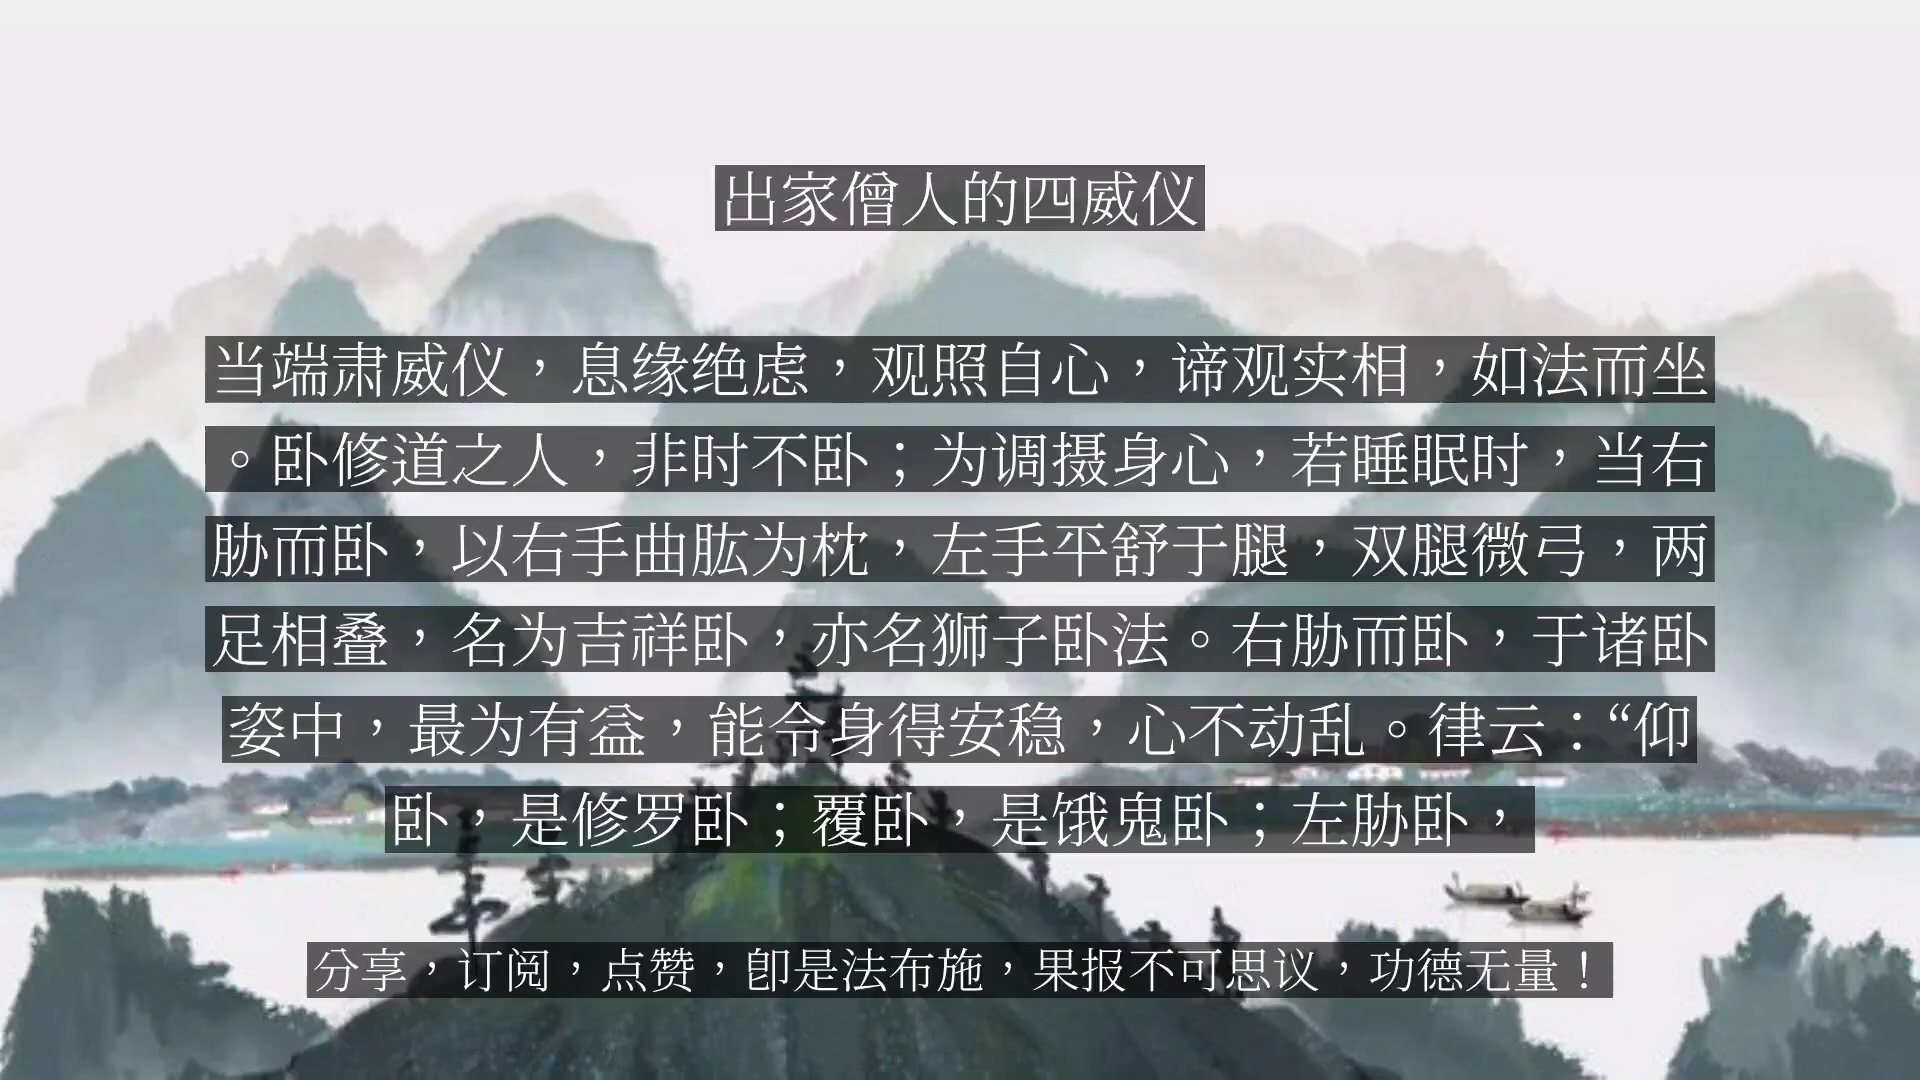 出家僧人的四威仪
当端肃威仪，息缘绝虑，观照自心，谛观实相，如法而坐
。卧修道之人，非时不卧；为调摄身心，若睡眠时，当右
胁而卧，以右手曲肱为枕，左手平舒于腿，双腿微弓，两
足相叠，名为吉祥卧，亦名狮子卧法。右胁而卧，于诸卧
姿中，最为有益，能令身得安稳，心不动乱。律云：“仰
卧，是修罗卧；覆卧，是饿鬼卧；左胁卧，
分享，订阅，点赞，即是法布施，果报不可思议，功德无量！